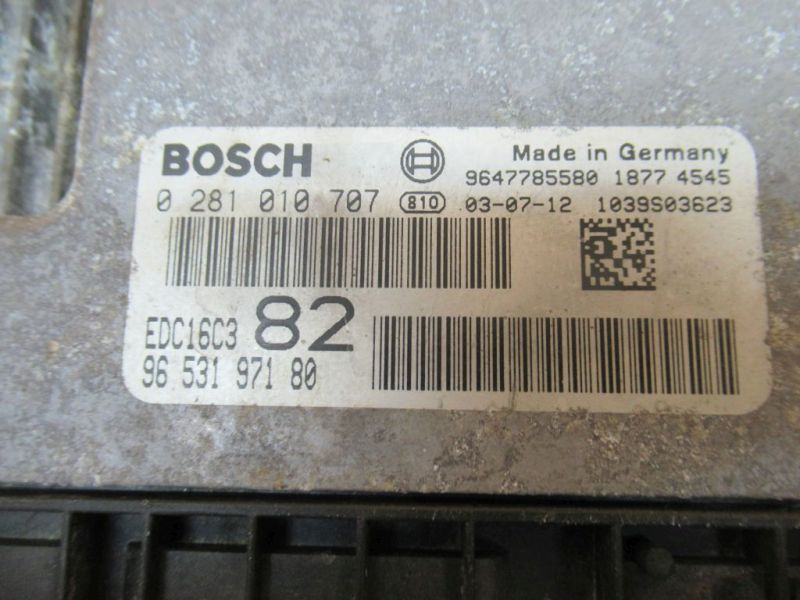 BOSCH
Made in Germany
9647785580 1877 4545
0 281 010 707 810 03-07-12 1039S03623
EDC16C3 82
96 531 971 80